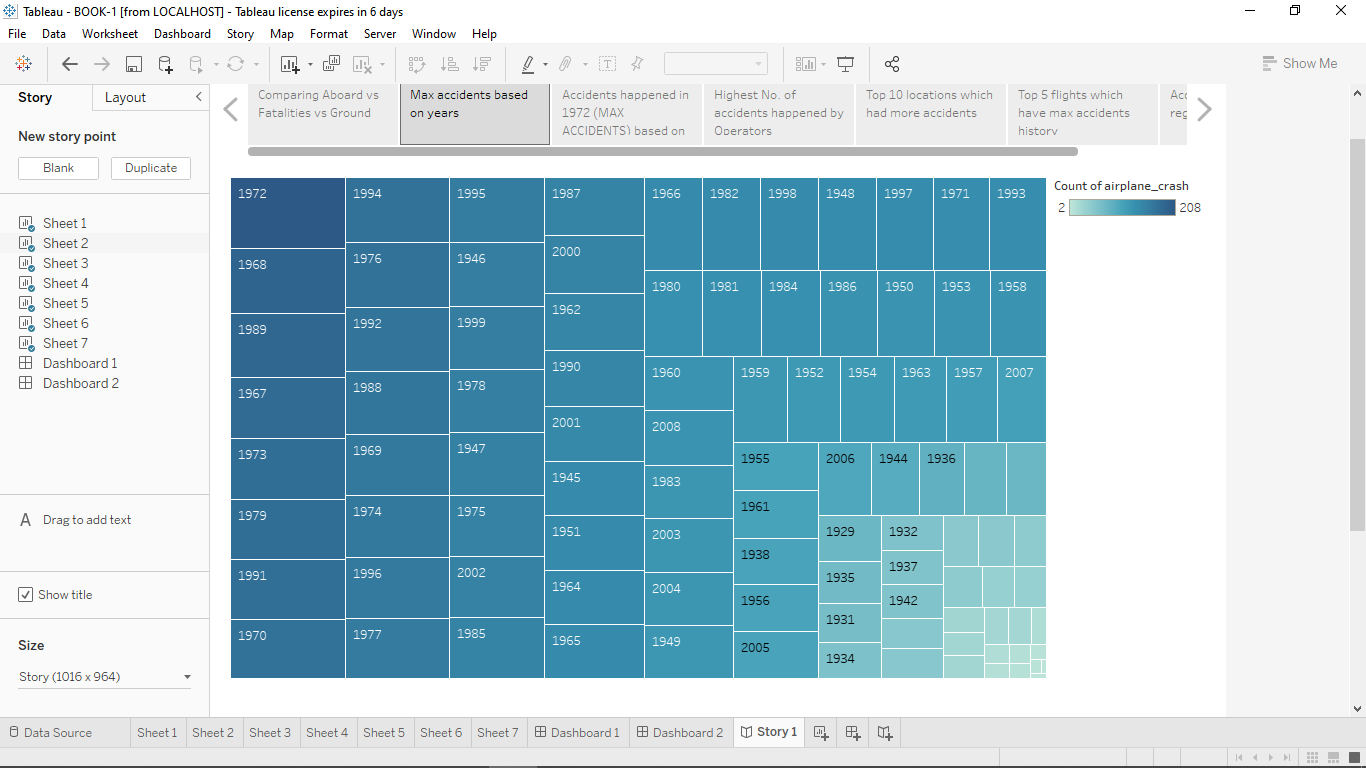 Tableau - BOOK-1 [from LOCALHOST] - Tableau license expires in 6 days
File Data Worksheet Dashboard Story Map Format Server Window Help
Show Me
Story Layout
New story point
Blank Duplicate
Sheet 1
Sheet 2
Sheet 3
Sheet 4
Sheet 5
Sheet 6
Sheet 7
Dashboard 1
Dashboard 2
A Drag to add text
Show title
Size
Story (1016 x 964)
Comparing Aboard vs
Fatalities vs Ground
Max accidents based
on years
Accidents happened in
1972 (MAX
ACCIDENTS) based on
Highest No. of
accidents happened by
Operators
Top 10 locations which
had more accidents
Top 5 flights which
have max accidents
history
Acc
reg
1972
1968
1989
1967
1973
1979
1991
1970
1994
1976
1992
1988
1969
1974
1996
1977
1995
1946
1999
1978
1947
1975
2002
1985
1987
2000
1962
1990
2001
1945
1951
1964
1965
1966 1982 1998 1948 1997 1971 1993
1980 1981 1984 1986 1950 1953 1958
1960
2008
1983
2003
2004
1949
1959 1952 1954 1963 1957 2007
1955
1961
1938
1956
2005
2006 1944 1936
1929
1935
1931
1934
1932
1937
1942
Count of airplane_crash
2 208
Data Source Sheet 1 Sheet 2 Sheet 3 Sheet 4 Sheet 5 Sheet 6 Sheet 7 Dashboard 1 Dashboard 2 Story 1